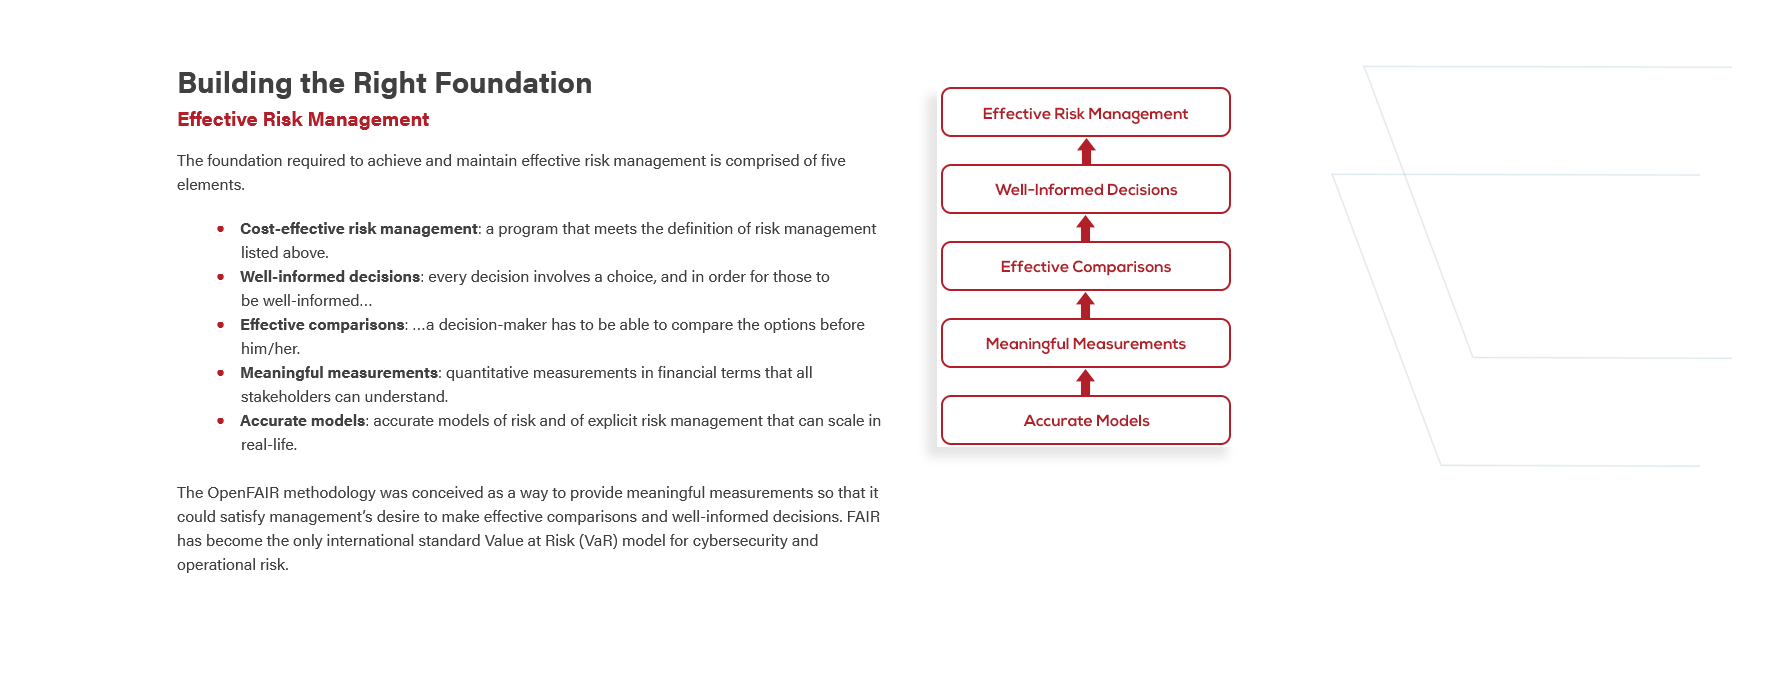 Building the Right Foundation
Effective Risk Management
The foundation required to achieve and maintain effective risk management is comprised of five
elements.
• Cost-effective risk management: a program that meets the definition of risk management
listed above.
• Well-informed decisions: every decision involves a choice, and in order for those to
be well-informed…
• Effective comparisons: …a decision-maker has to be able to compare the options before
him/her.
• Meaningful measurements: quantitative measurements in financial terms that all
stakeholders can understand.
• Accurate models: accurate models of risk and of explicit risk management that can scale in
real-life.
The OpenFAIR methodology was conceived as a way to provide meaningful measurements so that it
could satisfy management's desire to make effective comparisons and well-informed decisions. FAIR
has become the only international standard Value at Risk (VaR) model for cybersecurity and
operational risk.
Effective Risk Management
Well-Informed Decisions
Effective Comparisons
Meaningful Measurements
Accurate Models